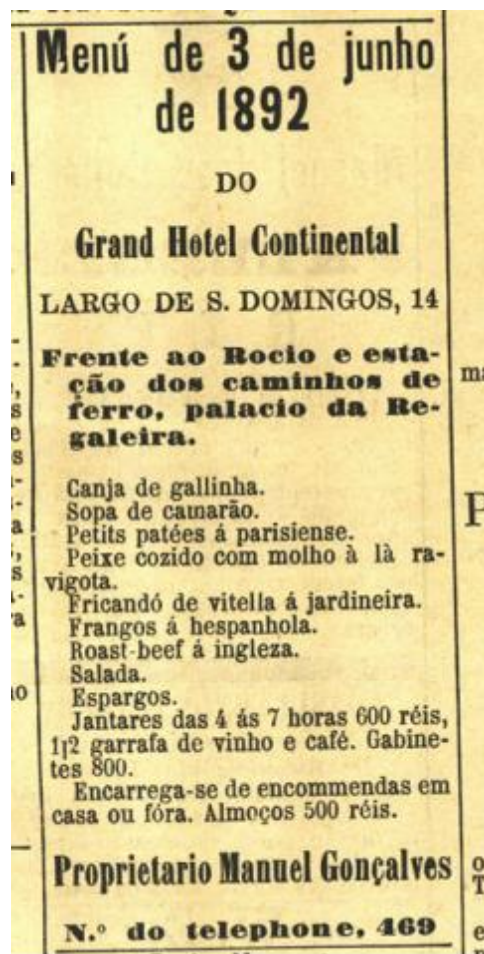 Menú de 3 de junho
de 1892
DO
Grand Hotel Continental
LARGO DE S. DOMINGOS, 14
Frente ao Rocio e esta-
ção dos caminhos de
ferro, palacio da Re-
galeira.
Canja de gallinha.
Sopa de camarão.
Petits patées á parisiense.
Peixe cozido com molho à là ra-
vigota.
Fricandó de vitella á jardineira.
Frangos á hespanhola.
Roast-beef á ingleza.
Salada.
Espargos.
Jantares das 4 ás 7 horas 600 réis,
1|2 garrafa de vinho e café. Gabine-
tes 800.
Encarrega-se de encommendas em
casa ou fóra. Almoços 500 réis.
Proprietario Manuel Gonçalves
N.º do telephone, 469